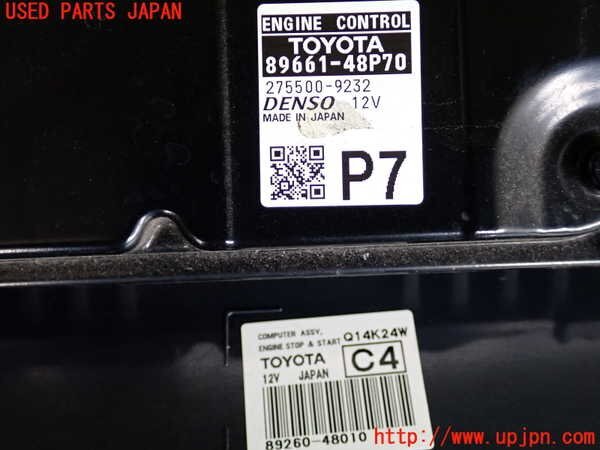 USED PARTS JAPAN
ENGINE CONTROL
TOYOTA
89661-48P70
275500-9232
DENSO 12V
MADE IN JAPAN
P7
COMPUTER ASSY, Q14K24W
ENGINE STOP & START
TOYOTA C4
12V JAPAN
89260-48010
http://www.upjpn.com